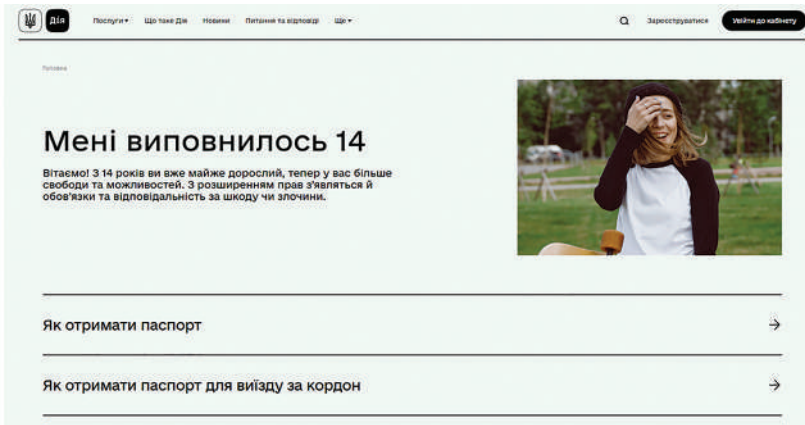 Дія
Послуги
Що таке Дія
Новини
Питання та відповіді
Ще
Зареєструватися
Увійти до кабінету
Головна
Мені виповнилось 14
Вітаємо! З 14 років ви вже майже дорослий, тепер у вас більше
свободи та можливостей. З розширенням прав з'являться й
обов'язки та відповідальність за шкоду чи злочини.
Як отримати паспорт
Як отримати паспорт для виїзду за кордон